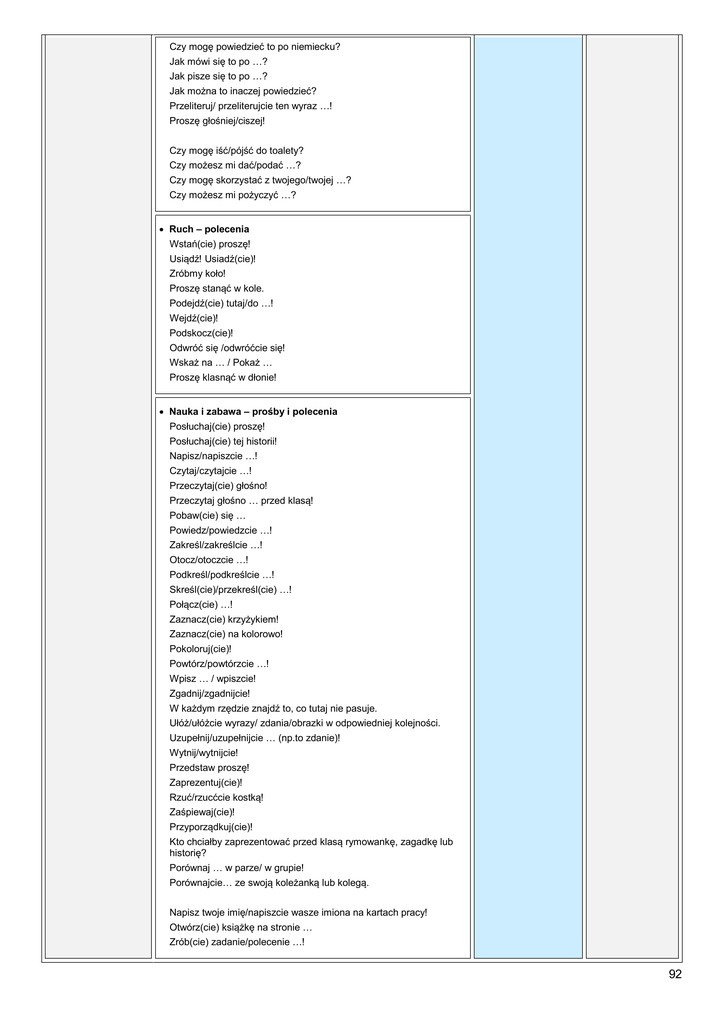 Czy mogę powiedzieć to po niemiecku?
Jak mówi się to po …?
Jak pisze się to po …?
Jak można to inaczej powiedzieć?
Przeliteruj/ przeliterujcie ten wyraz …!
Proszę głośniej/ciszej!
Czy mogę iść/pójść do toalety?
Czy możesz mi dać/podać …?
Czy mogę skorzystać z twojego/twojej …?
Czy możesz mi pożyczyć …?
• Ruch – polecenia
Wstań(cie) proszę!
Usiądź! Usiadź(cie)!
Zróbmy koło!
Proszę stanąć w kole.
Podejdź(cie) tutaj/do …!
Wejdź(cie)!
Podskocz(cie)!
Odwróć się /odwróćcie się!
Wskaż na … / Pokaż …
Proszę klasnąć w dłonie!
• Nauka i zabawa – prośby i polecenia
Posłuchaj(cie) proszę!
Posłuchaj(cie) tej historii!
Napisz/napiszcie …!
Czytaj/czytajcie …!
Przeczytaj(cie) głośno!
Przeczytaj głośno … przed klasą!
Pobaw(cie) się …
Powiedz/powiedzcie …!
Zakreśl/zakreślcie …!
Otocz/otoczcie …!
Podkreśl/podkreślcie …!
Skreśl(cie)/przekreśl(cie) …!
Połącz(cie) …!
Zaznacz(cie) krzyżykiem!
Zaznacz(cie) na kolorowo!
Pokoloruj(cie)!
Powtórz/powtórzcie …!
Wpisz … / wpiszcie!
Zgadnij/zgadnijcie!
W każdym rzędzie znajdź to, co tutaj nie pasuje.
Ułóż/ułóżcie wyrazy/ zdania/obrazki w odpowiedniej kolejności.
Uzupełnij/uzupełnijcie … (np.to zdanie)!
Wytnij/wytnijcie!
Przedstaw proszę!
Zaprezentuj(cie)!
Rzuć/rzuccie kostką!
Zaśpiewaj(cie)!
Przyporządkuj(cie)!
Kto chciałby zaprezentować przed klasą rymowankę, zagadkę lub
historię?
Porównaj … w parze/ w grupie!
Porównajcie… ze swoją koleżanką lub kolegą.
Napisz twoje imię/napiszcie wasze imiona na kartach pracy!
Otwórz(cie) książkę na stronie …
Zrób(cie) zadanie/polecenie …!
92